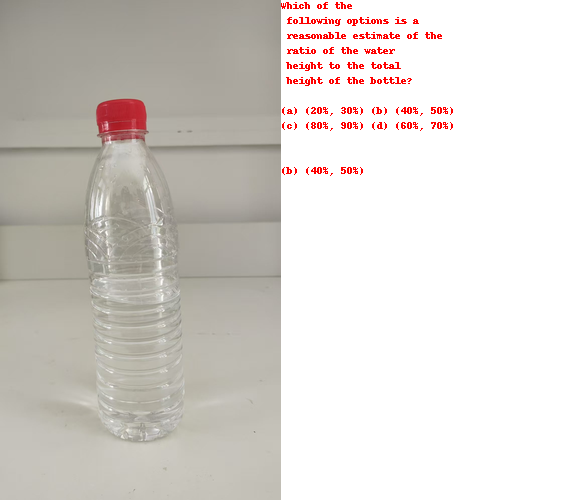 Which of the
following options is a
reasonable estimate of the
ratio of the water
height to the total
height of the bottle?
(a) (20%, 30%) (b) (40%, 50%)
(c) (80%, 90%) (d) (60%, 70%)
(b) (40%, 50%)